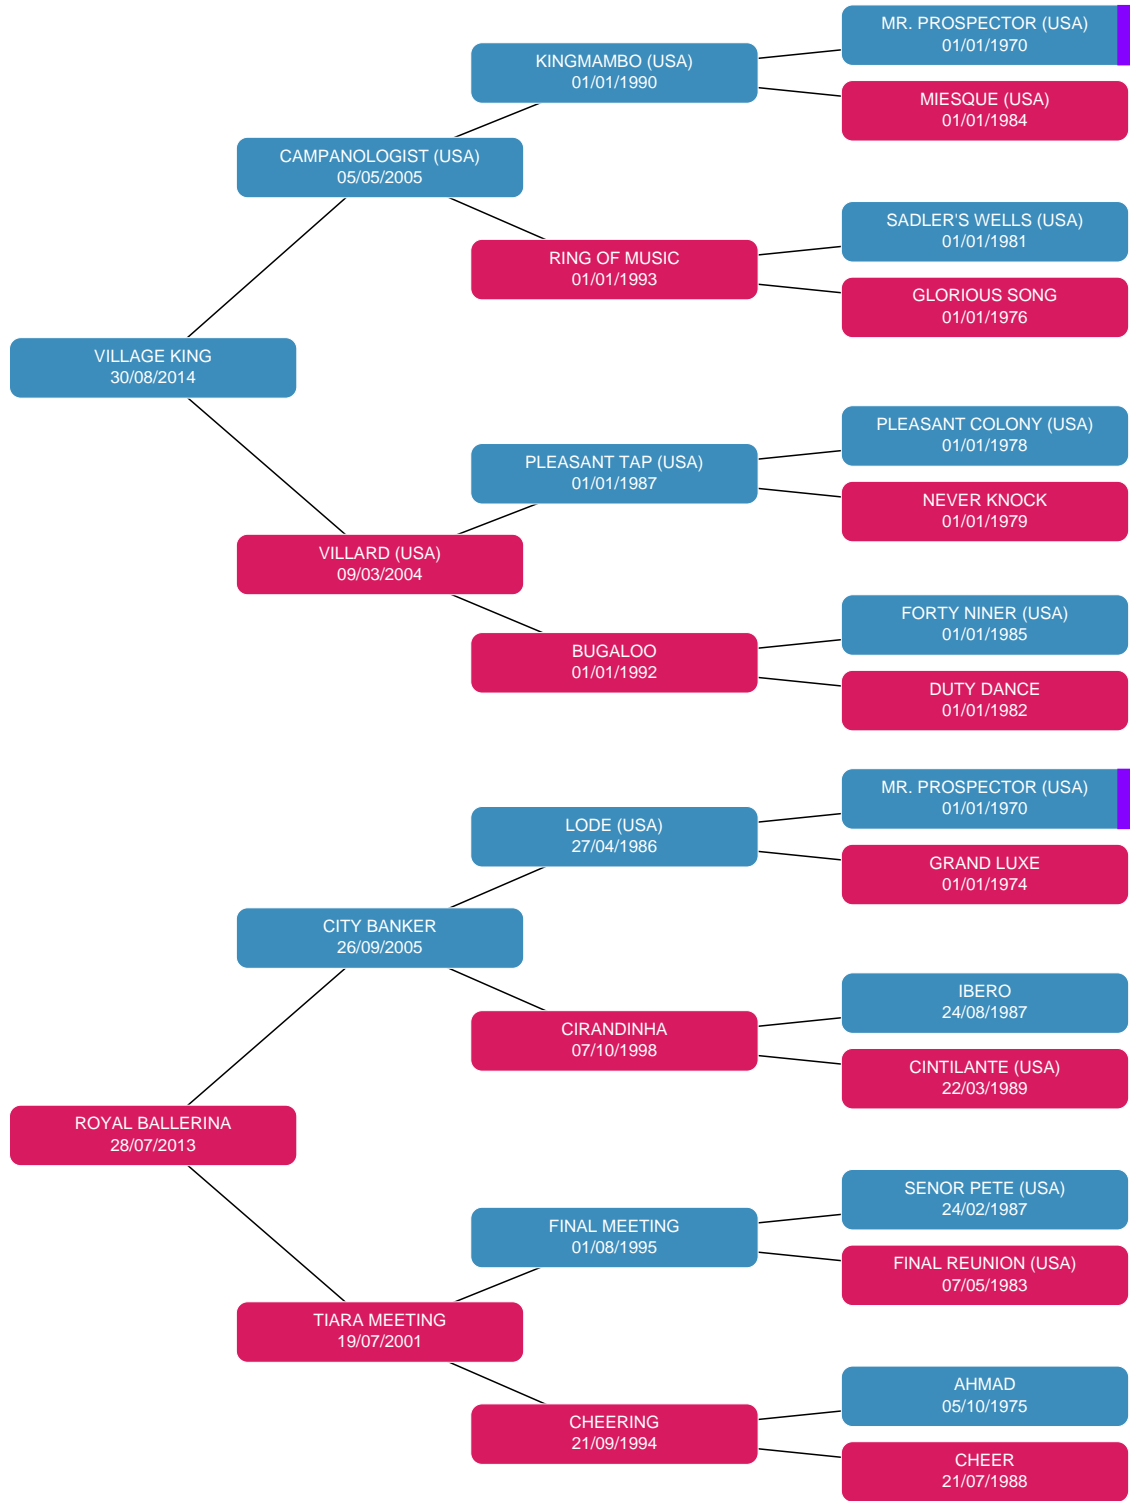 MR. PROSPECTOR (USA)
01/01/1970
KINGMAMBO (USA)
01/01/1990
MIESQUE (USA)
01/01/1984
CAMPANOLOGIST (USA)
05/05/2005
SADLER'S WELLS (USA)
01/01/1981
RING OF MUSIC
01/01/1993
GLORIOUS SONG
01/01/1976
VILLAGE KING
30/08/2014
PLEASANT COLONY (USA)
01/01/1978
PLEASANT TAP (USA)
01/01/1987
NEVER KNOCK
01/01/1979
VILLARD (USA)
09/03/2004
FORTY NINER (USA)
01/01/1985
BUGALOO
01/01/1992
DUTY DANCE
01/01/1982
MR. PROSPECTOR (USA)
01/01/1970
LODE (USA)
27/04/1986
GRAND LUXE
01/01/1974
CITY BANKER
26/09/2005
IBERO
24/08/1987
CIRANDINHA
07/10/1998
CINTILANTE (USA)
22/03/1989
ROYAL BALLERINA
28/07/2013
SENOR PETE (USA)
24/02/1987
FINAL MEETING
01/08/1995
FINAL REUNION (USA)
07/05/1983
TIARA MEETING
19/07/2001
AHMAD
05/10/1975
CHEERING
21/09/1994
CHEER
21/07/1988